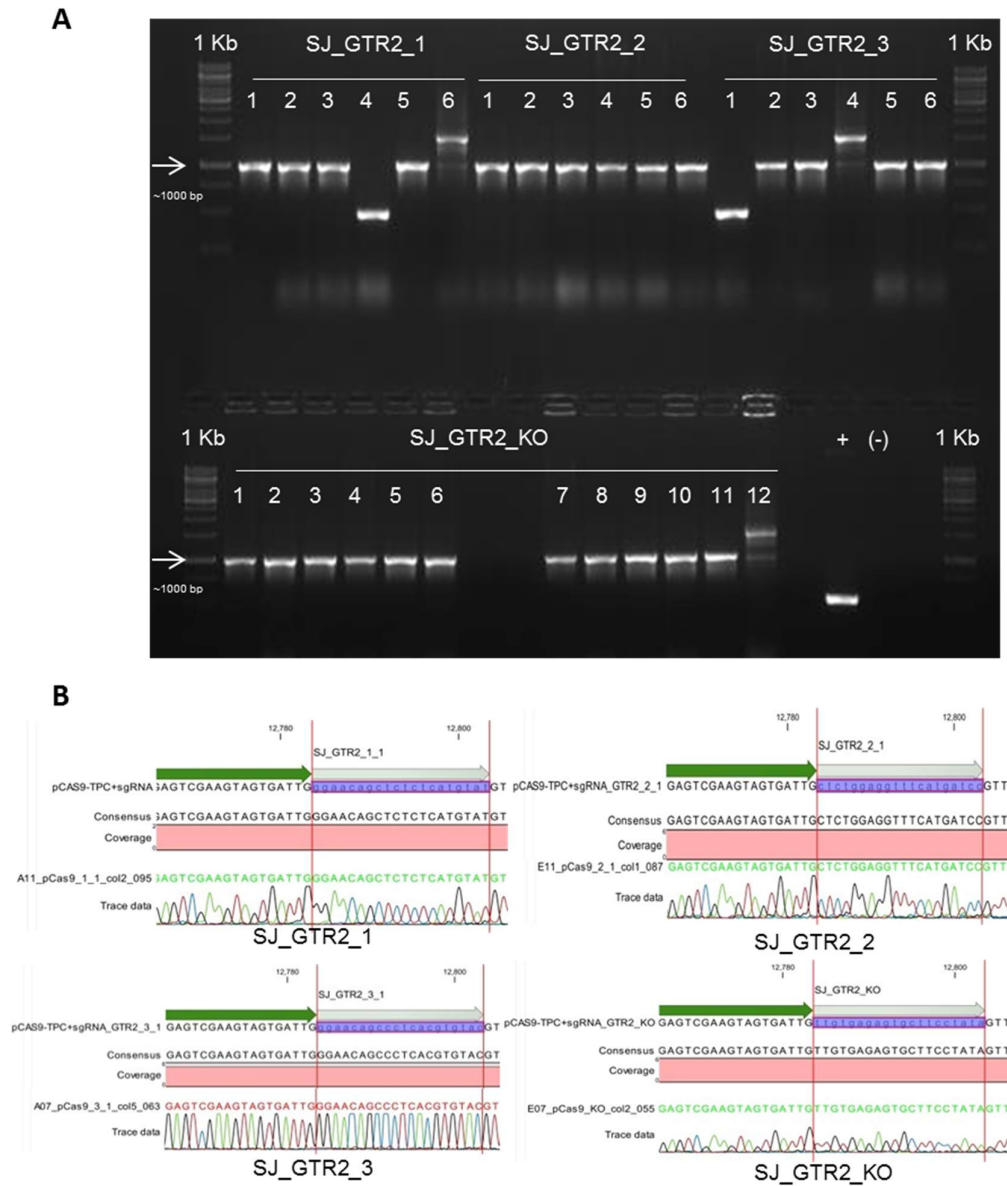 A
1 Kb SJ_GTR2_1 SJ_GTR2_2 SJ_GTR2_3 1 Kb
1 2 3 4 5 6 1 2 3 4 5 6 1 2 3 4 5 6
~1000 bp
1 Kb SJ_GTR2_KO + (-) 1 Kb
1 2 3 4 5 6 7 8 9 10 11 12
~1000 bp
B
12,780 12,800
SJ_GTR2_1_1
pCAS9-TPC+sgRNA GAGTCGAAGTAGTGATTGggaacagctctctcatgtatGT
Consensus GAGTCGAAGTAGTGATTGGGAACAGCTCTCTCATGTATGT
Coverage
A11_pCas9_1_1_col2_095 GAGTCGAAGTAGTGATTGGGAACAGCTCTCTCATGTATGT
Trace data
SJ_GTR2_1
12,780 12,800
SJ_GTR2_2_1
pCAS9-TPC+sgRNA_GTR2_2_1 GAGTCGAAGTAGTGATTGctctggaggtttcatgatccGTT
Consensus GAGTCGAAGTAGTGATTGCTCTGGAGGTTTCATGATCCGTT
Coverage
E11_pCas9_2_1_col1_087 GAGTCGAAGTAGTGATTGCTCTGGAGGTTTCATGATCCGTT
Trace data
SJ_GTR2_2
12,780 12,800
SJ_GTR2_3_1
pCAS9-TPC+sgRNA_GTR2_3_1 GAGTCGAAGTAGTGATTGggaacagccctcacgtgtacGT
Consensus GAGTCGAAGTAGTGATTGGGAACAGCCCTCACGTGTACGT
Coverage
A07_pCas9_3_1_col5_063 GAGTCGAAGTAGTGATTGGGAACAGCCCTCACGTGTACGT
Trace data
SJ_GTR2_3
12,780 12,800
SJ_GTR2_KO
pCAS9-TPC+sgRNA_GTR2_KO GAGTCGAAGTAGTGATTGttgtgagagtgcttcctataGTT
Consensus GAGTCGAAGTAGTGATTGTTGTGAGAGTGCTTCCTATAGTT
Coverage
E07_pCas9_KO_col2_055 GAGTCGAAGTAGTGATTGTTGTGAGAGTGCTTCCTATAGTT
Trace data
SJ_GTR2_KO